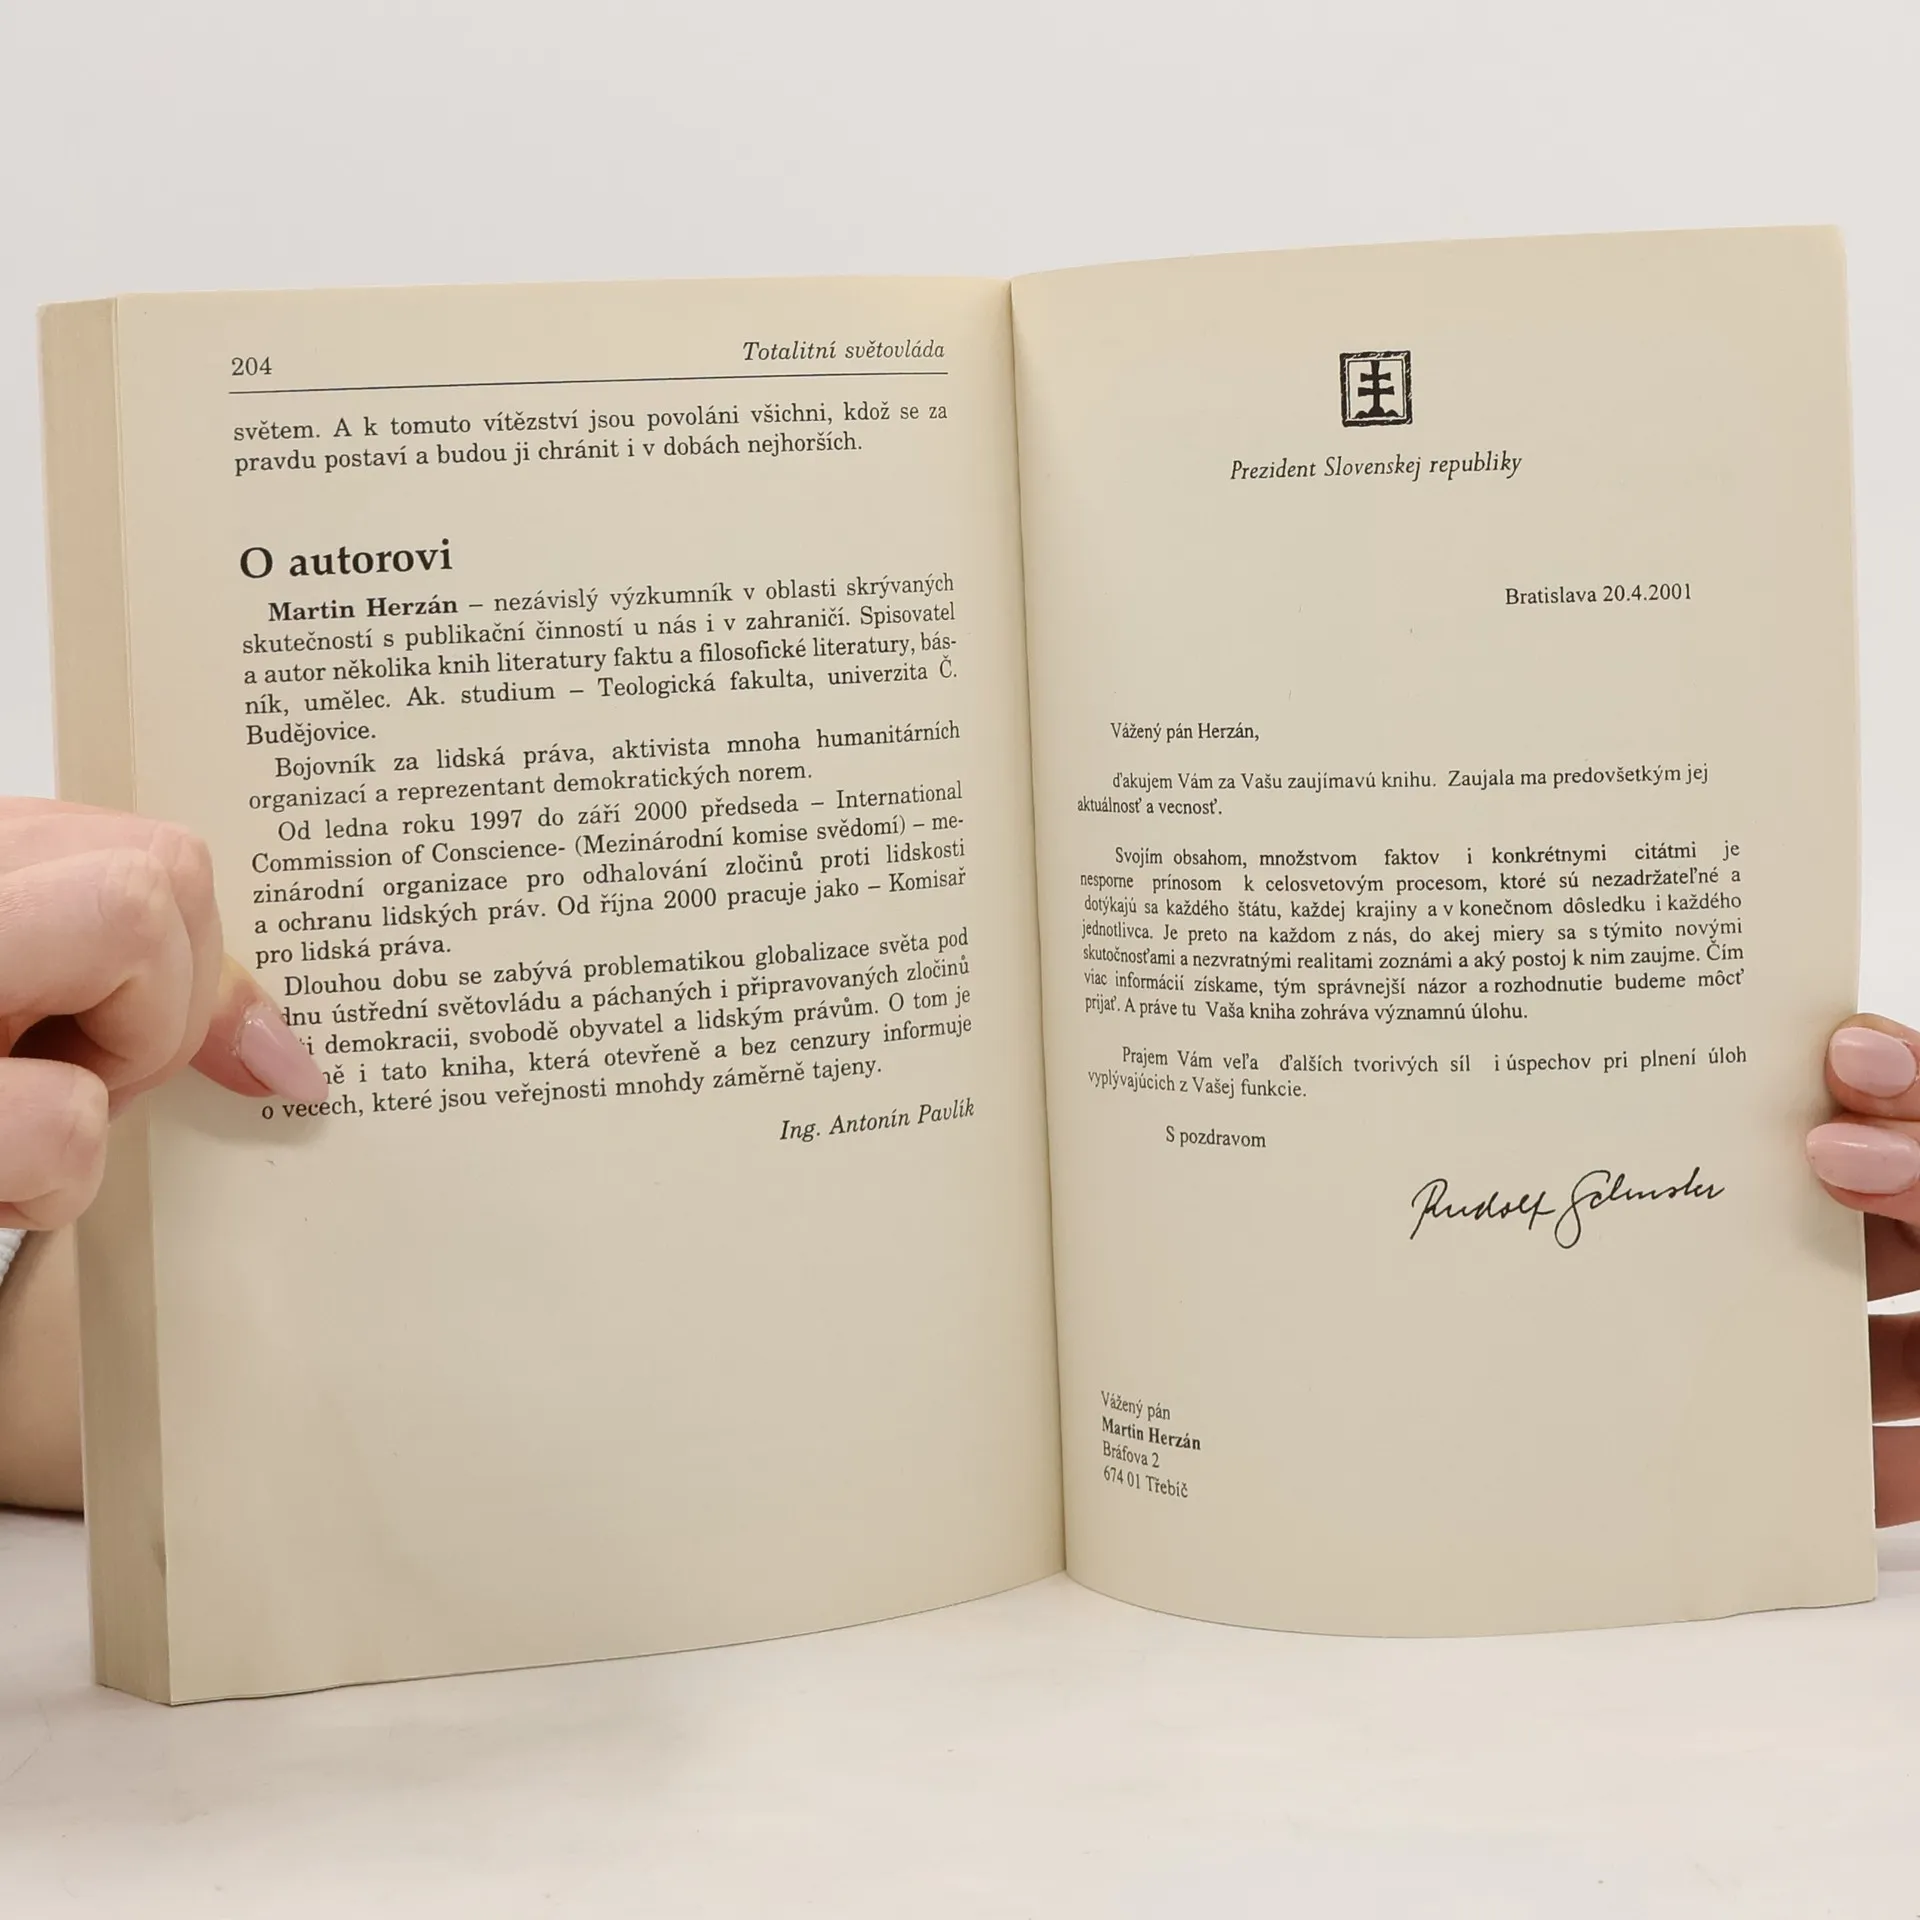 204
Totalitní světovláda
světem. A k tomuto vítězství jsou povoláni všichni, kdož se za
pravdu postaví a budou ji chránit i v dobách nejhorších.
O autorovi
Martin Herzán – nezávislý výzkumník v oblasti skrývaných
skutečností s publikační činností u nás i v zahraničí. Spisovatel
a autor několika knih literatury faktu a filosofické literatury, bás-
ník, umělec. Ak. studium – Teologická fakulta, univerzita Č.
Budějovice.
Bojovník za lidská práva, aktivista mnoha humanitárních
organizací a reprezentant demokratických norem.
Od ledna roku 1997 do září 2000 předseda – International
Commission of Conscience- (Mezinárodní komise svědomí) – me-
zinárodní organizace pro odhalování zločinů proti lidskosti
a ochranu lidských práv. Od října 2000 pracuje jako – Komisař
pro lidská práva.
Dlouhou dobu se zabývá problematikou globalizace světa pod
ústřední světovládu a páchaných i připravovaných zločinů
demokracii, svobodě obyvatel a lidským právům. O tom je
i tato kniha, která otevřeně a bez cenzury informuje
o věcech, které jsou veřejnosti mnohdy záměrně tajeny.
Ing. Antonín Pavlík
Prezident Slovenskej republiky
Bratislava 20.4.2001
Vážený pán Herzán,
ďakujem Vám za Vašu zaujímavú knihu. Zaujala ma predovšetkým jej
aktuálnosť a vecnosť.
Svojím obsahom, množstvom faktov i konkrétnymi citátmi je
nesporne prínosom k celosvetovým procesom, ktoré sú nezadržateľné a
dotýkajú sa každého štátu, každej krajiny a v konečnom dôsledku i každého
jednotlivca. Je preto na každom z nás, do akej miery sa s týmito novými
skutočnosťami a nezvratnými realitami zoznámi a aký postoj k nim zaujme. Čím
viac informácií získame, tým správnejší názor a rozhodnutie budeme môcť
prijať. A práve tu Vaša kniha zohráva významnú úlohu.
Prajem Vám veľa ďalších tvorivých síl i úspechov pri plnení úloh
vyplývajúcich z Vašej funkcie.
S pozdravom
Rudolf Schuster
Vážený pán
Martin Herzán
Bráfova 2
674 01 Třebíč